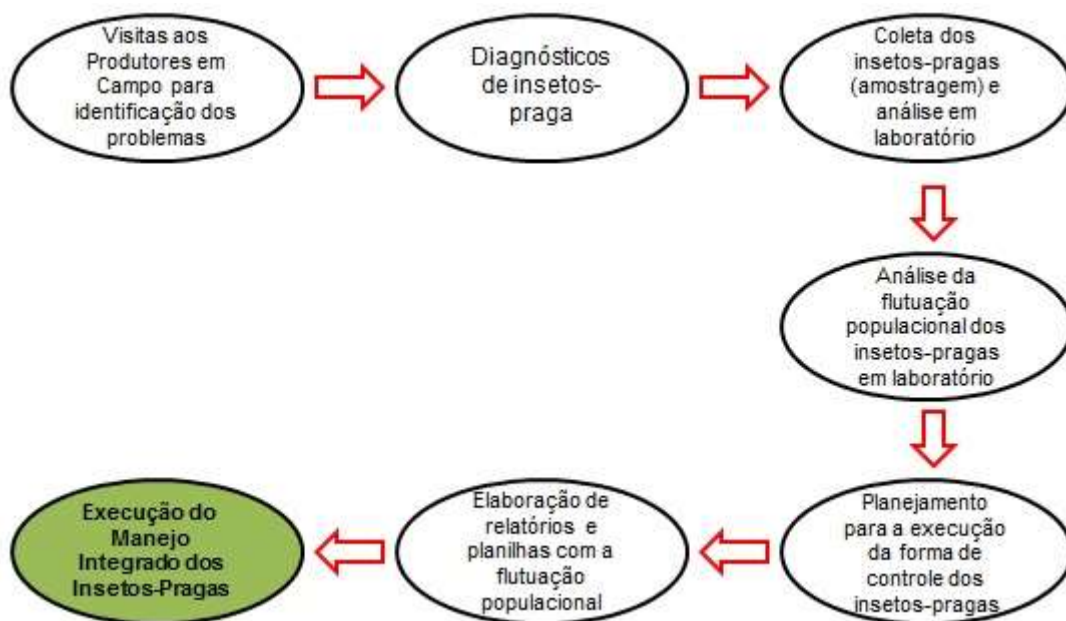 Visitas aos
Produtores em
Campo para
identificação dos
problemas
Diagnósticos
de insetos-
praga
Coleta dos
insetos-pragas
(amostragem) e
análise em
laboratório
Análise da
flutuação
populacional dos
insetos-pragas
em laboratório
Planejamento
para a execução
da forma de
controle dos
insetos-pragas
Elaboração de
relatórios e
planilhas com a
flutuação
populacional
Execução do
Manejo
Integrado dos
Insetos-Pragas